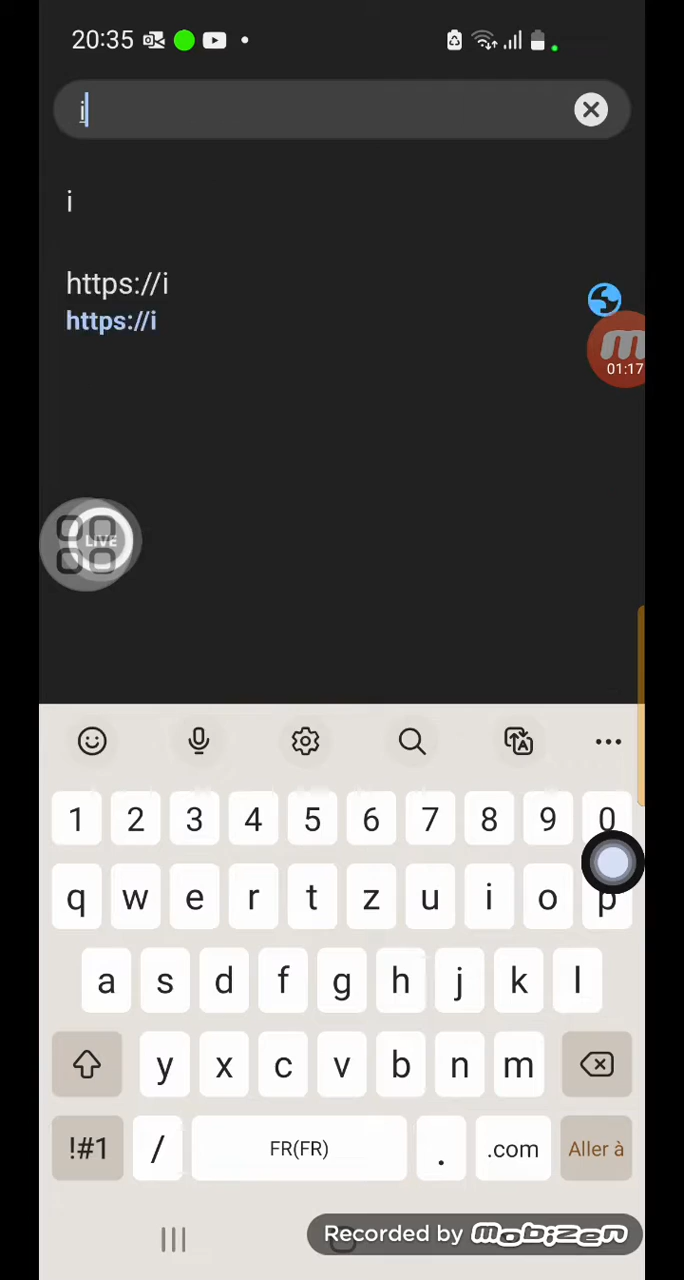 20:35
i
i
https://i
https://i
01:17
LIVE
1 2 3 4 5 6 7 8 9 0
q w e r t z u i o p
a s d f g h j k l
y x c v b n m
!#1 / FR(FR) . .com Aller à
Recorded by mobizen